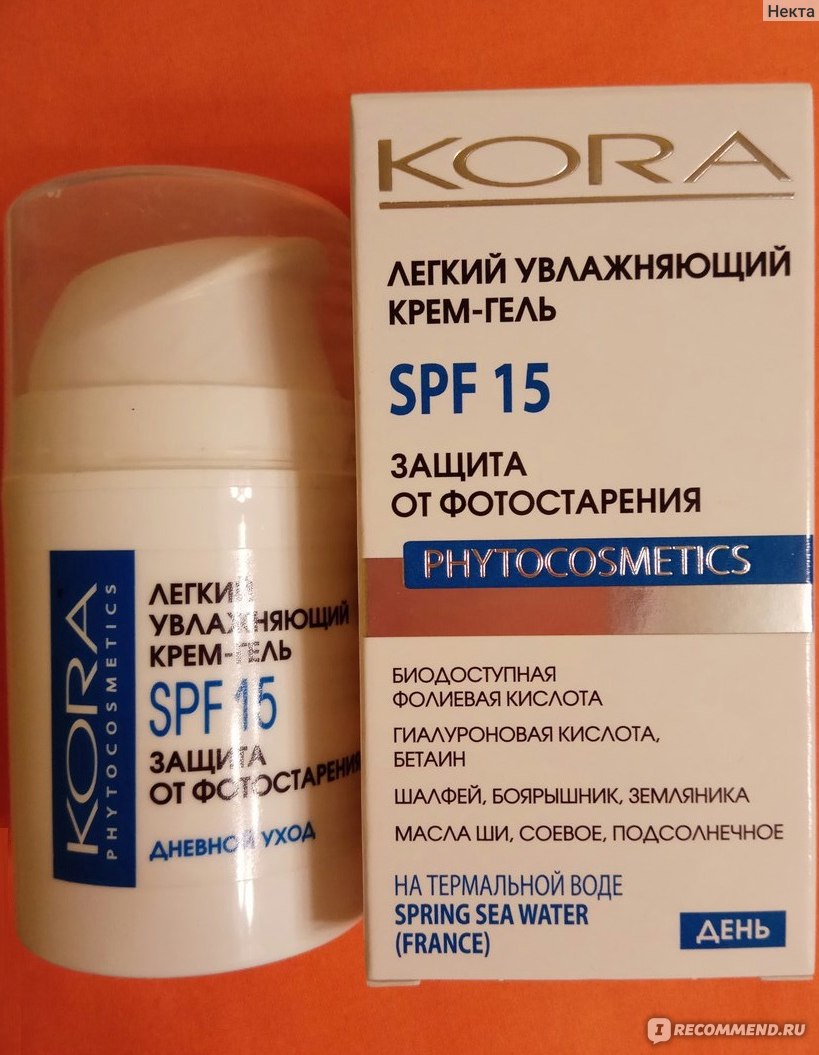 Некта
KORA
ЛЕГКИЙ УВЛАЖНЯЮЩИЙ
КРЕМ-ГЕЛЬ
SPF 15
ЗАЩИТА
ОТ ФОТОСТАРЕНИЯ
PHYTOCOSMETICS
БИОДОСТУПНАЯ
ФОЛИЕВАЯ КИСЛОТА
ГИАЛУРОНОВАЯ КИСЛОТА,
БЕТАИН
ШАЛФЕЙ, БОЯРЫШНИК, ЗЕМЛЯНИКА
МАСЛА ШИ, СОЕВОЕ, ПОДСОЛНЕЧНОЕ
НА ТЕРМАЛЬНОЙ ВОДЕ
SPRING SEA WATER
(FRANCE)
ДЕНЬ
KORA
PHYTOCOSMETICS
ЛЕГКИЙ
УВЛАЖНЯЮЩИЙ
КРЕМ-ГЕЛЬ
SPF 15
ЗАЩИТА
ОТ ФОТОСТАРЕНИЯ
ДНЕВНОЙ УХОД
I RECOMMEND.RU